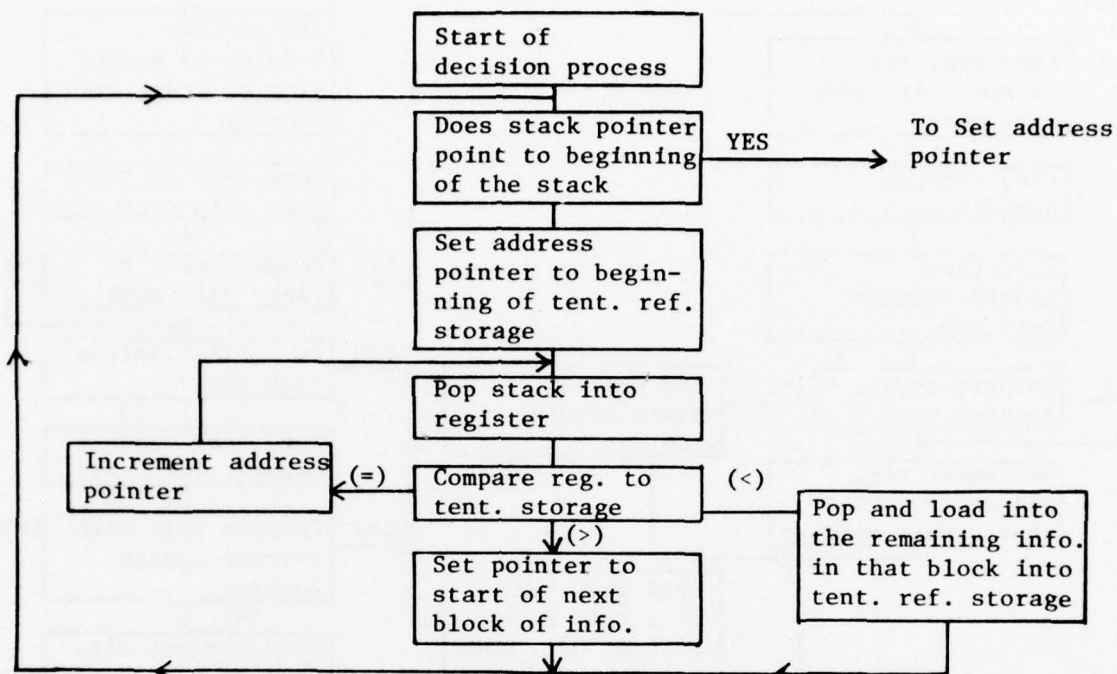 Start of
decision process
Does stack pointer
point to beginning
of the stack
YES
To Set address
pointer
Set address
pointer to begin-
ning of tent. ref.
storage
Pop stack into
register
Increment address
pointer
(=)
Compare reg. to
tent. storage
(<)
(>)
Pop and load into
the remaining info.
in that block into
tent. ref. storage
Set pointer to
start of next
block of info.